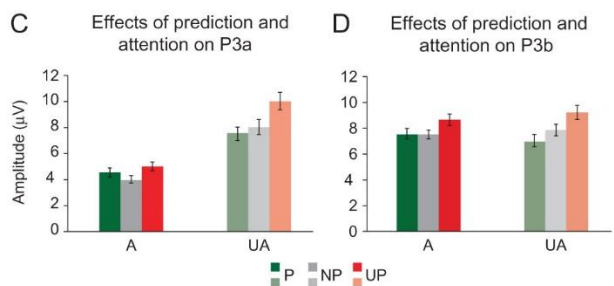 C Effects of prediction and attention on P3a
Amplitude (μV)
12
10
8
6
4
2
0
A UA
D Effects of prediction and attention on P3b
12
10
8
6
4
2
0
A UA
P NP UP